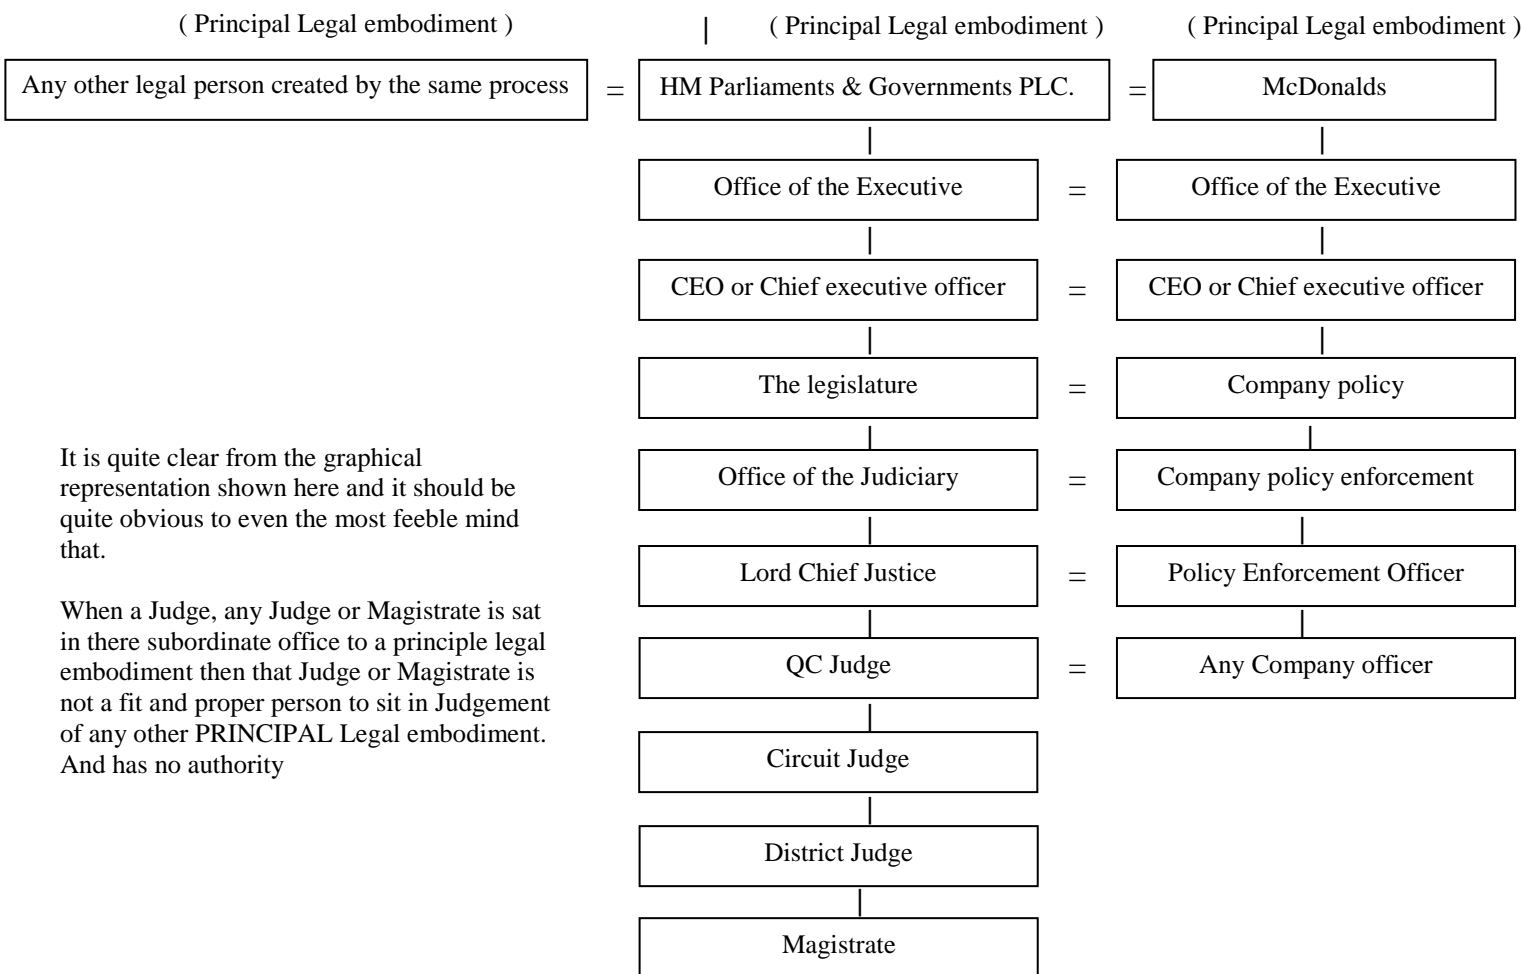 ( Principal Legal embodiment ) | ( Principal Legal embodiment ) ( Principal Legal embodiment )
Any other legal person created by the same process = HM Parliaments & Governments PLC. = McDonalds
Office of the Executive = Office of the Executive
CEO or Chief executive officer = CEO or Chief executive officer
The legislature = Company policy
Office of the Judiciary = Company policy enforcement
Lord Chief Justice = Policy Enforcement Officer
QC Judge = Any Company officer
Circuit Judge
District Judge
Magistrate
It is quite clear from the graphical
representation shown here and it should be
quite obvious to even the most feeble mind
that.
When a Judge, any Judge or Magistrate is sat
in there subordinate office to a principle legal
embodiment then that Judge or Magistrate is
not a fit and proper person to sit in Judgement
of any other PRINCIPAL Legal embodiment.
And has no authority